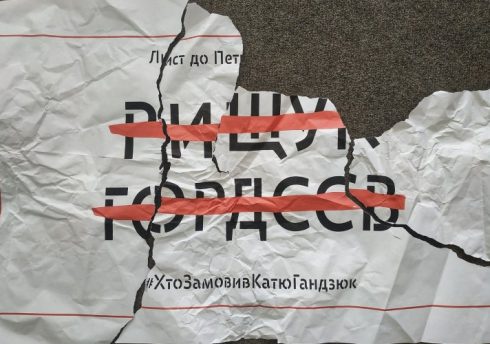 Лист до Пет
РИЩУК
ГОРДЄЄВ
#ХтоЗамовивКатюГандзюк